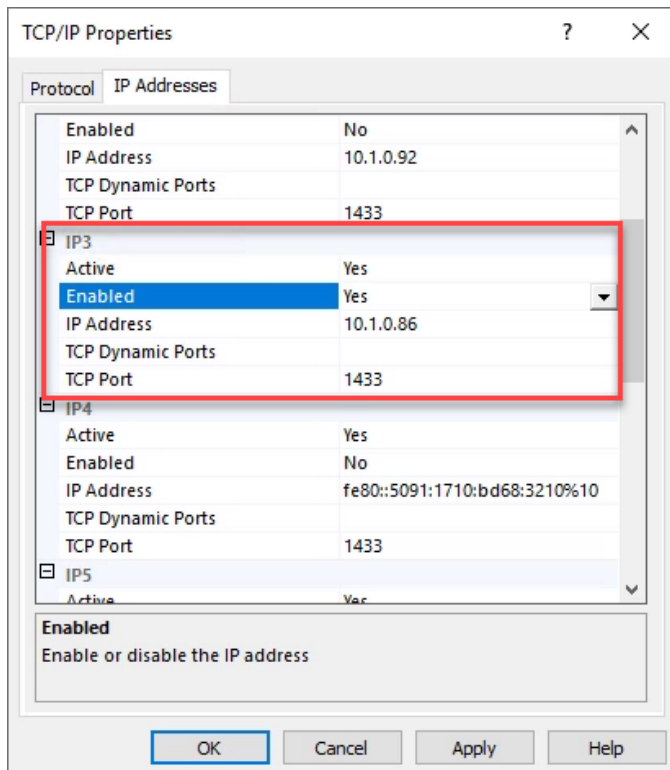 TCP/IP Properties ? ×
Protocol IP Addresses
Enabled No
IP Address 10.1.0.92
TCP Dynamic Ports
TCP Port 1433
IP3
Active Yes
Enabled Yes
IP Address 10.1.0.86
TCP Dynamic Ports
TCP Port 1433
IP4
Active Yes
Enabled No
IP Address fe80::5091:1710:bd68:3210%10
TCP Dynamic Ports
TCP Port 1433
IP5
Active Yes
Enabled
Enable or disable the IP address
OK Cancel Apply Help